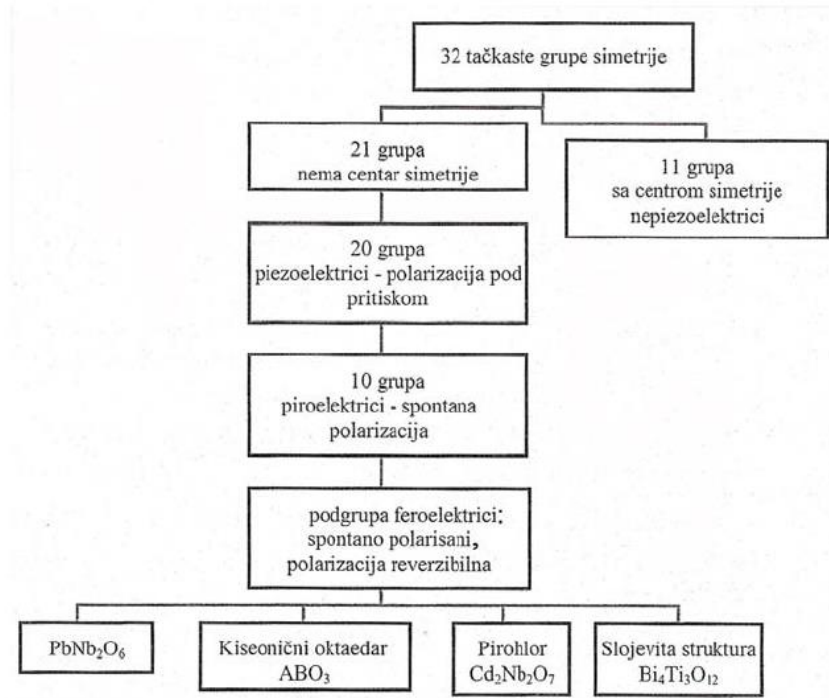 32 tačkaste grupe simetrije
21 grupa
nema centar simetrije
11 grupa
sa centrom simetrije
nepiezoelektrici
20 grupa
piezoelektrici - polarizacija pod
pritiskom
10 grupa
piroelektrici - spontana
polarizacija
podgrupa feroelektrici:
spontano polarisani,
polarizacija reverzibilna
PbNb₂O₆
Kiseonični oktaedar
ABO₃
Pirohlor
Cd₂Nb₂O₇
Slojevita struktura
Bi₄Ti₃O₁₂